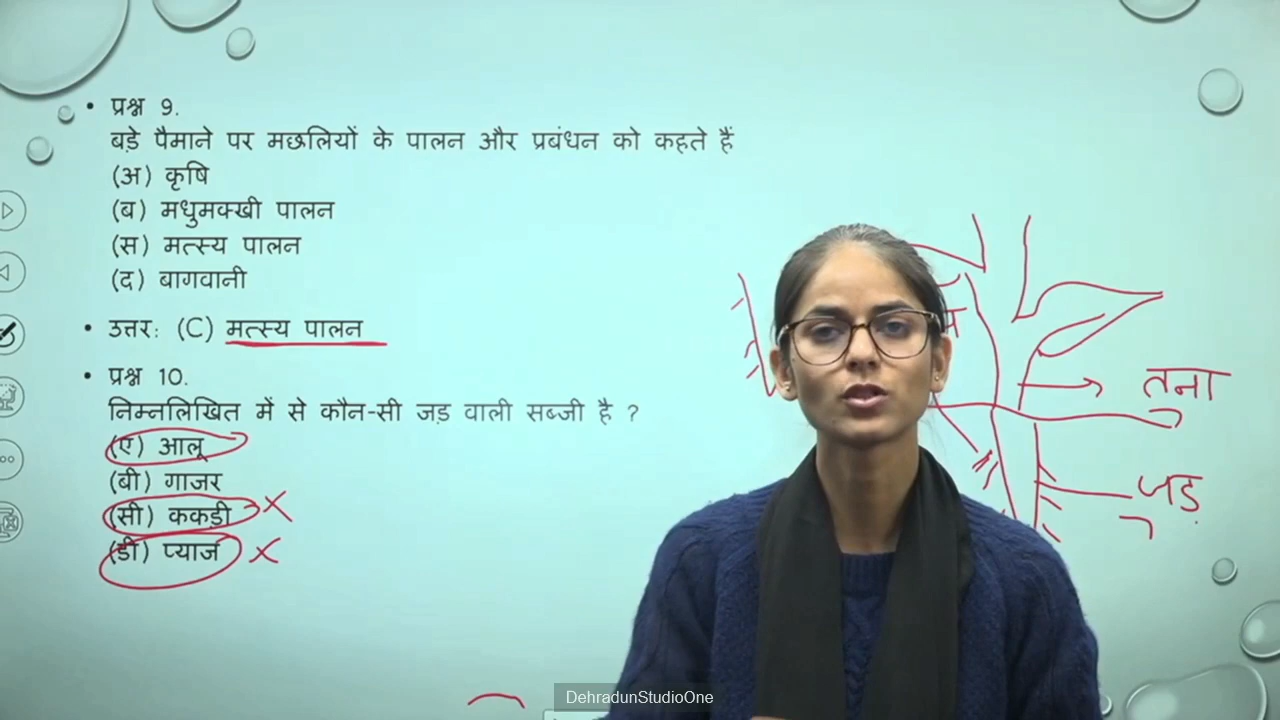 प्रश्न 9.
बड़े पैमाने पर मछलियों के पालन और प्रबंधन को कहते हैं
(अ) कृषि
(ब) मधुमक्खी पालन
(स) मत्स्य पालन
(द) बागवानी
उत्तर: (C) मत्स्य पालन
प्रश्न 10.
निम्नलिखित में से कौन-सी जड़ वाली सब्जी है ?
(ए) आलू
(बी) गाजर
(सी) ककड़ी
(डी) प्याज
तना
जड़
DehradunStudioOne